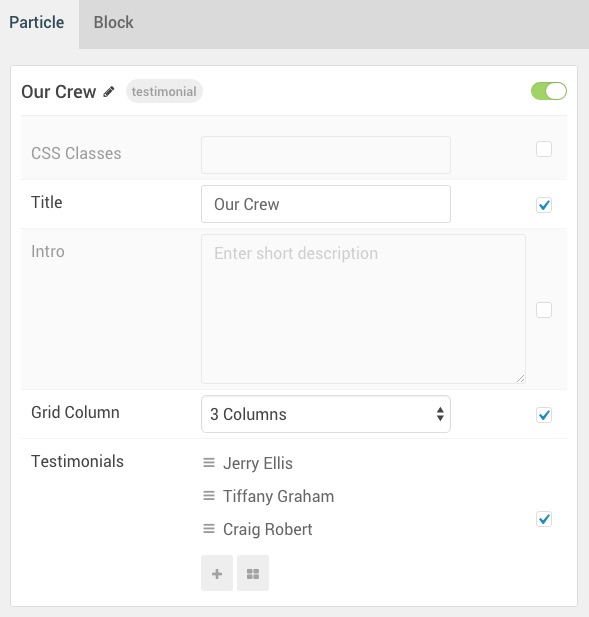 Particle Block
Our Crew testimonial
CSS Classes
Title Our Crew
Intro Enter short description
Grid Column 3 Columns
Testimonials Jerry Ellis
Tiffany Graham
Craig Robert